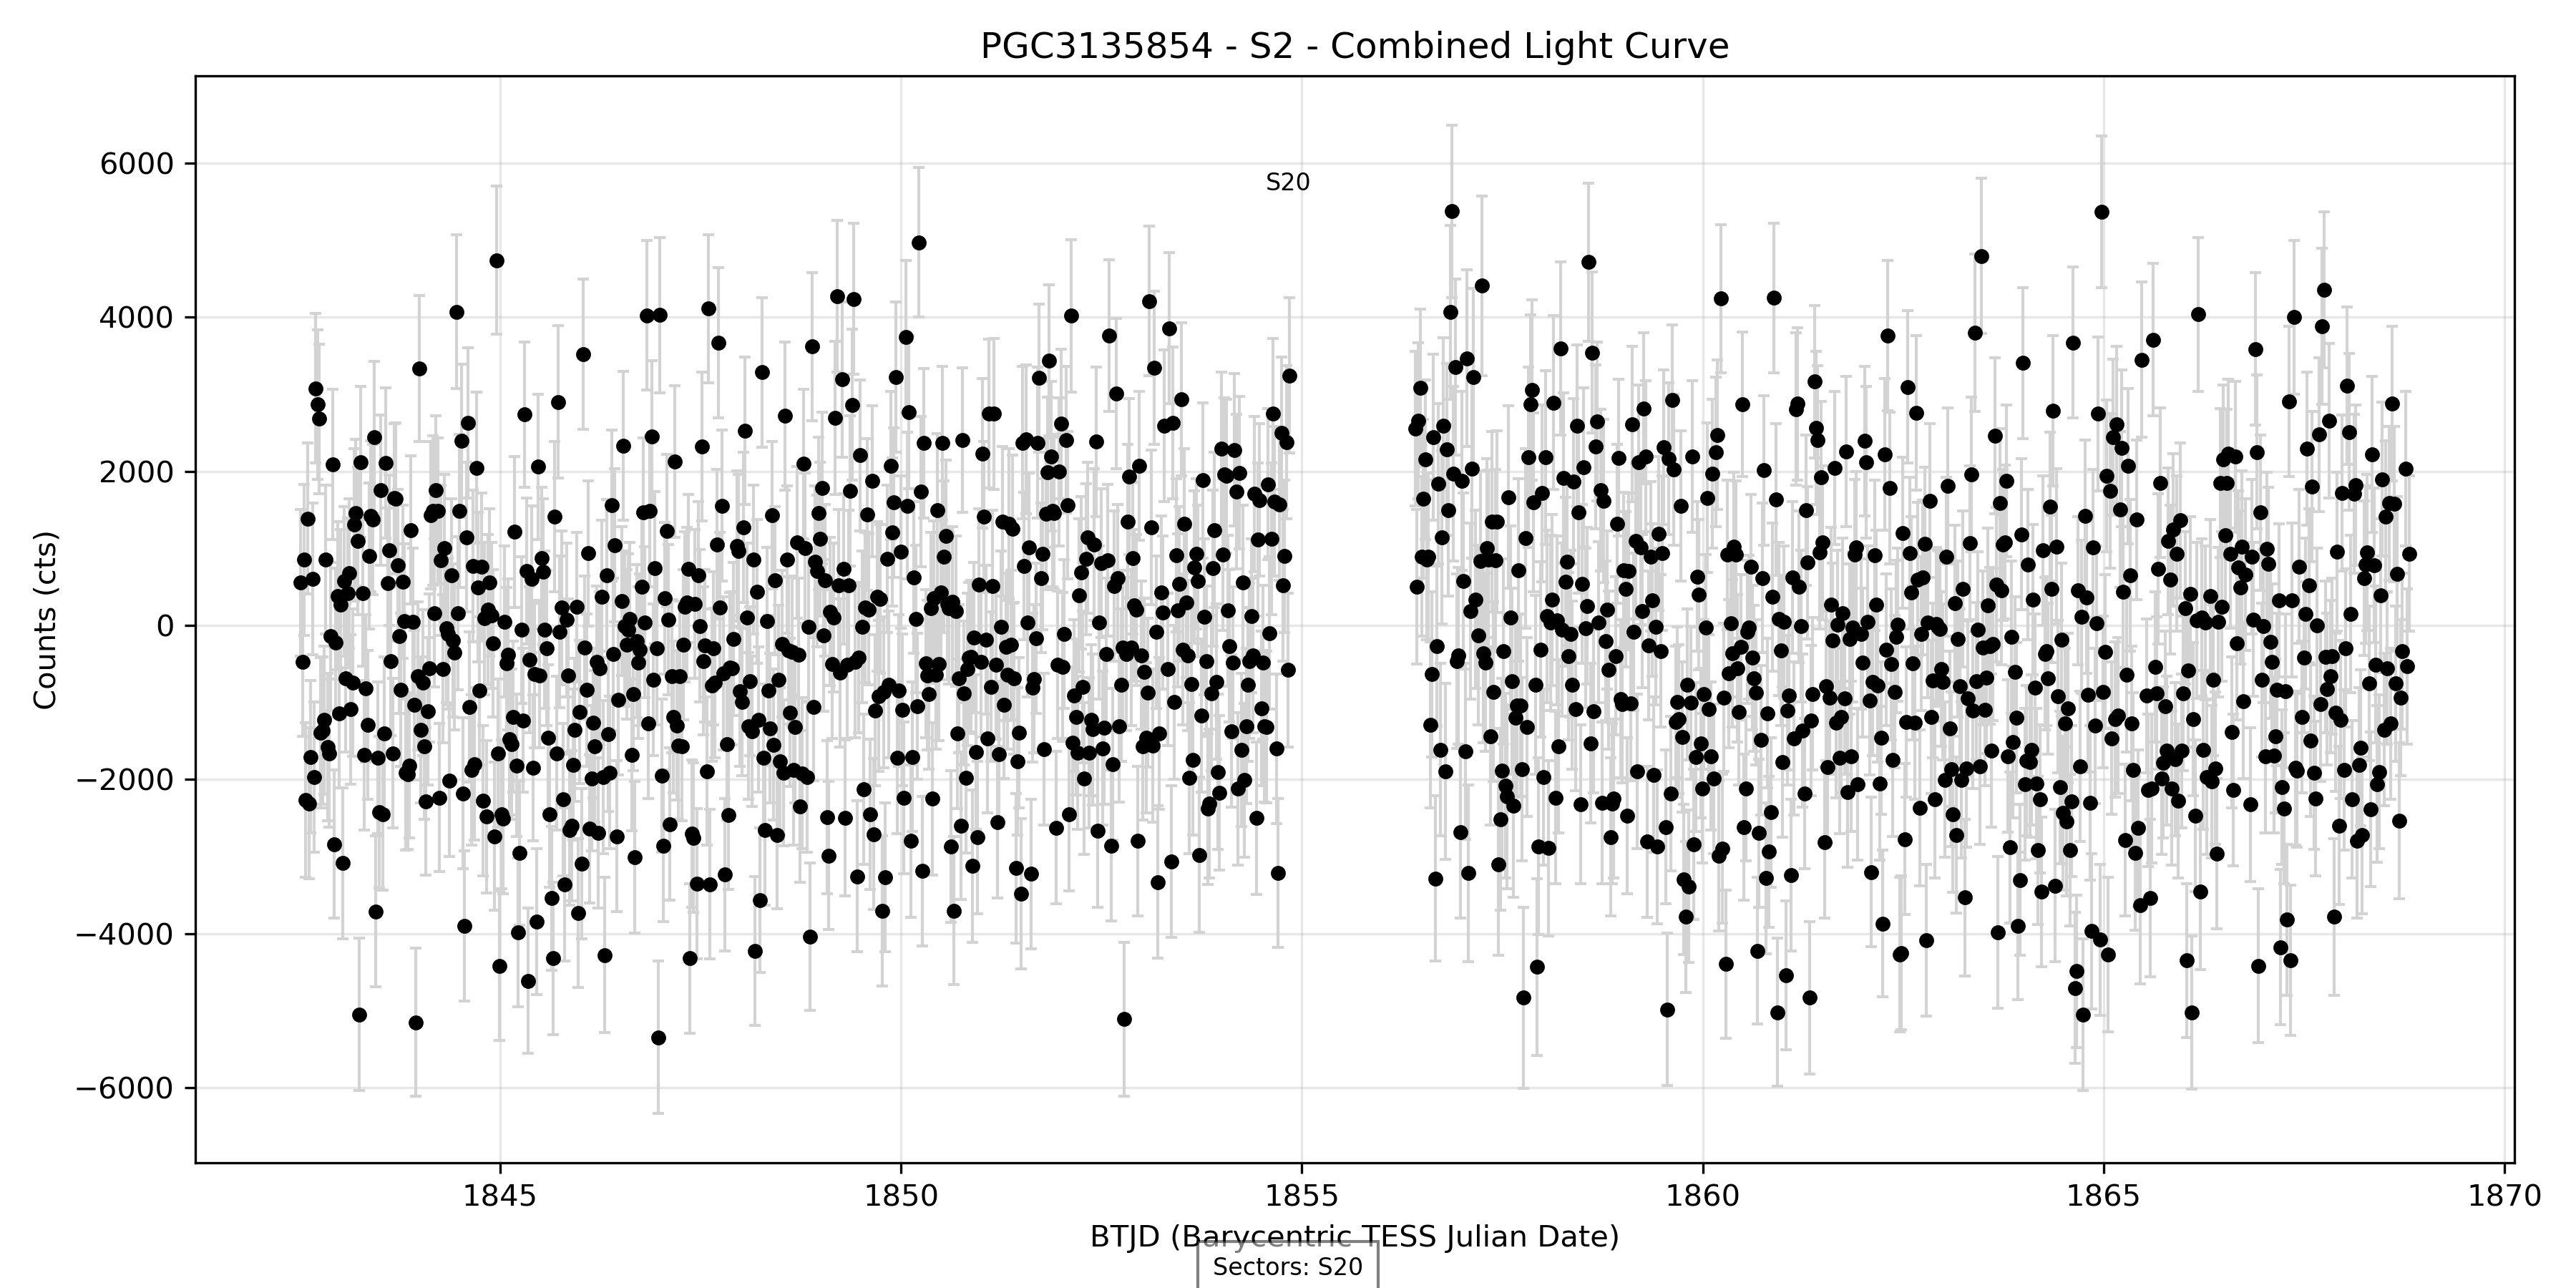 PGC3135854 - S2 - Combined Light Curve
Counts (cts)
6000
4000
2000
0
−2000
−4000
−6000
S20
1845
1850
1855
1860
1865
1870
BTJD (Barycentric TESS Julian Date)
Sectors: S20